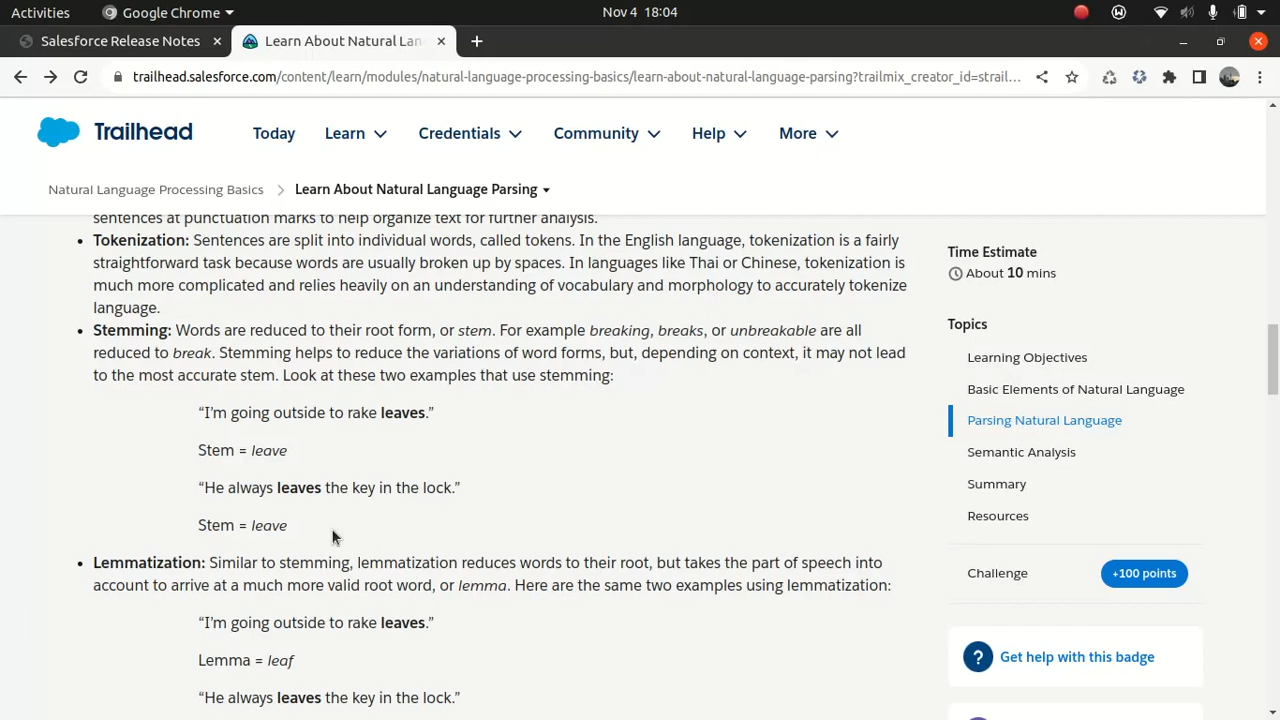 Activities
Google Chrome
Nov 4 18:04
Salesforce Release Notes
Learn About Natural Lan
trailhead.salesforce.com/content/learn/modules/natural-language-processing-basics/learn-about-natural-language-parsing?trailmix_creator_id=strail...
Trailhead
Today
Learn
Credentials
Community
Help
More
Natural Language Processing Basics
Learn About Natural Language Parsing
sentences at punctuation marks to help organize text for further analysis.
• Tokenization: Sentences are split into individual words, called tokens. In the English language, tokenization is a fairly
straightforward task because words are usually broken up by spaces. In languages like Thai or Chinese, tokenization is
much more complicated and relies heavily on an understanding of vocabulary and morphology to accurately tokenize
language.
• Stemming: Words are reduced to their root form, or stem. For example breaking, breaks, or unbreakable are all
reduced to break. Stemming helps to reduce the variations of word forms, but, depending on context, it may not lead
to the most accurate stem. Look at these two examples that use stemming:
“I’m going outside to rake leaves.”
Stem = leave
“He always leaves the key in the lock.”
Stem = leave
• Lemmatization: Similar to stemming, lemmatization reduces words to their root, but takes the part of speech into
account to arrive at a much more valid root word, or lemma. Here are the same two examples using lemmatization:
“I’m going outside to rake leaves.”
Lemma = leaf
“He always leaves the key in the lock.”
Time Estimate
About 10 mins
Topics
Learning Objectives
Basic Elements of Natural Language
Parsing Natural Language
Semantic Analysis
Summary
Resources
Challenge
+100 points
? Get help with this badge